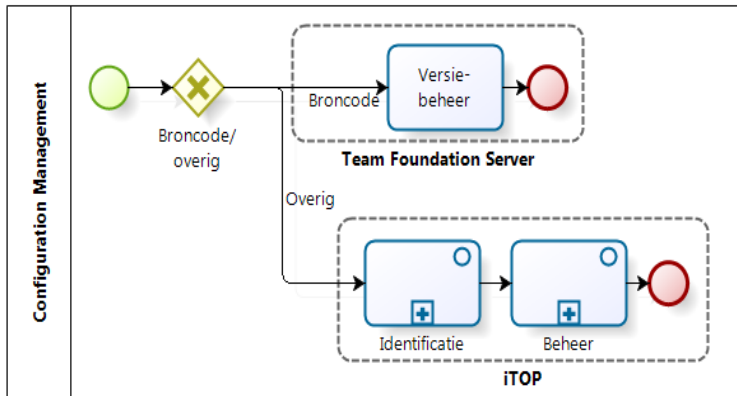 Configuration Management
Broncode/
overig
Broncode
Versie-
beheer
Team Foundation Server
Overig
Identificatie
Beheer
iTOP